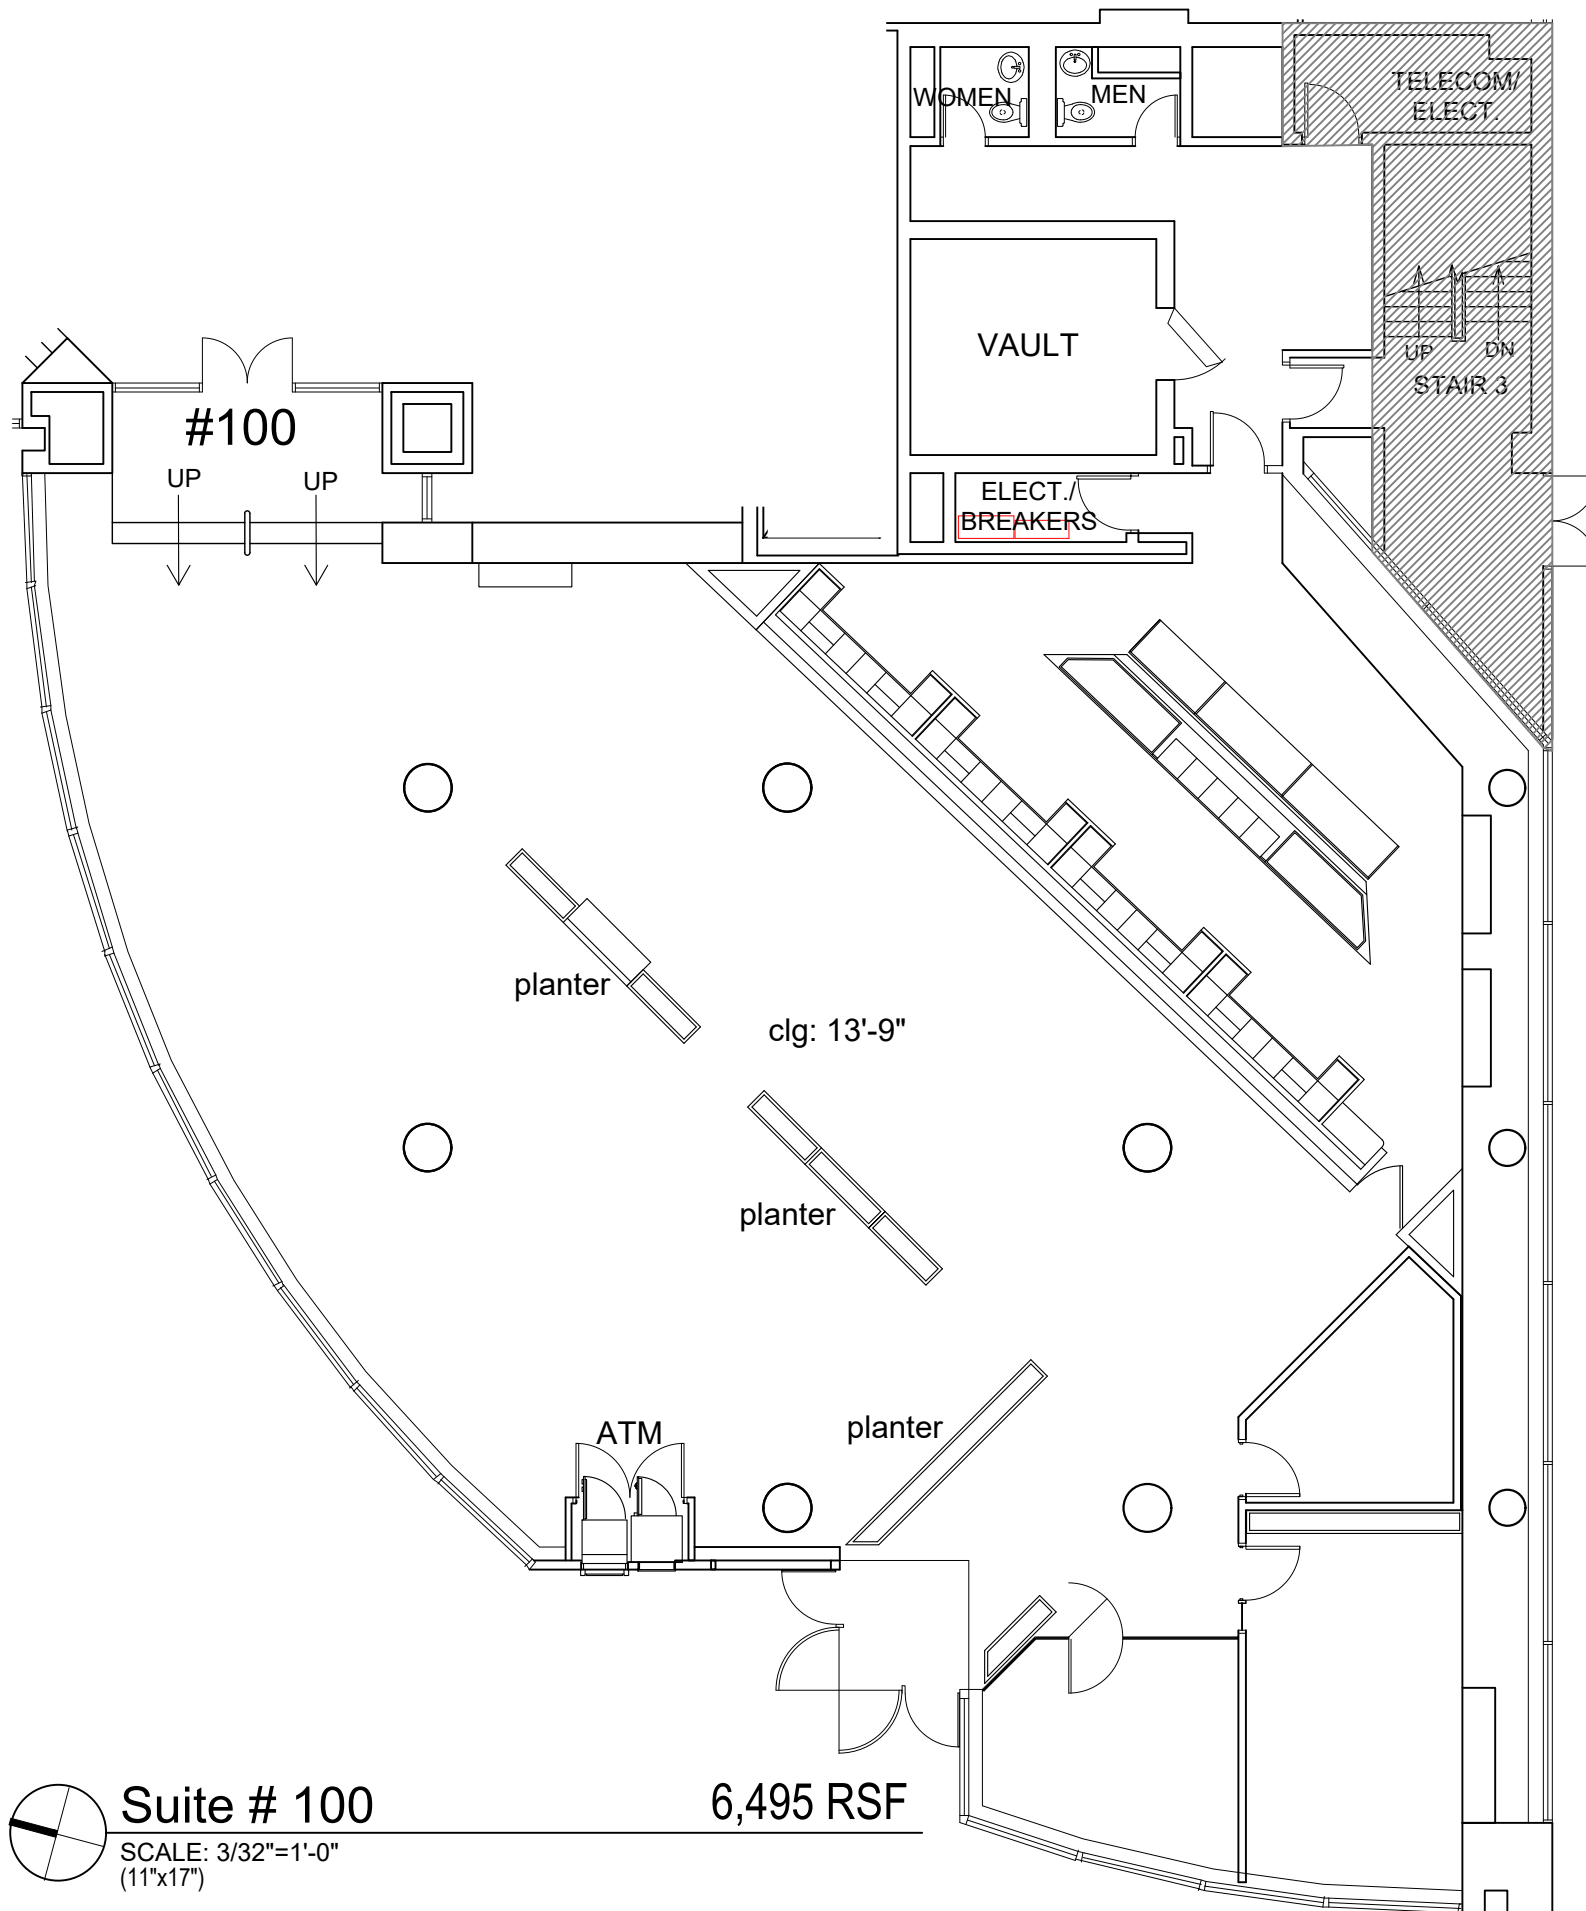 TELECOM/
ELECT.
WOMEN
MEN
VAULT
UP
DN
STAIR 3
#100
UP
UP
ELECT./
BREAKERS
planter
clg: 13'-9"
planter
planter
ATM
Suite # 100
6,495 RSF
SCALE: 3/32"=1'-0"
(11"x17")